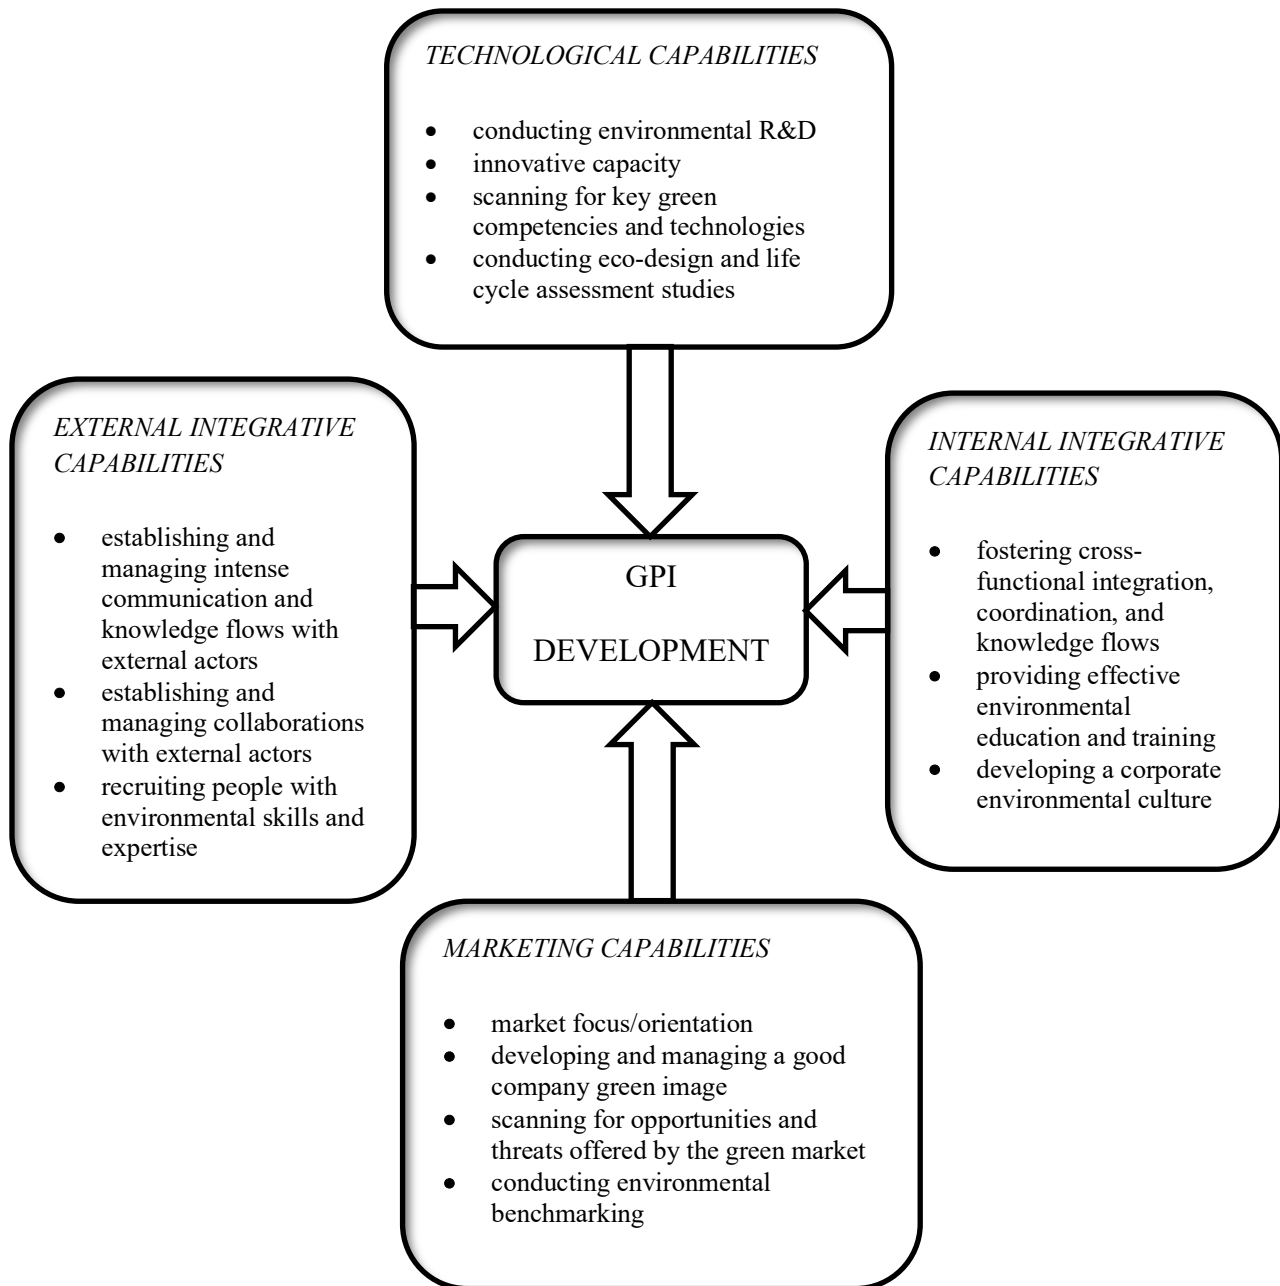 TECHNOLOGICAL CAPABILITIES
• conducting environmental R&D
• innovative capacity
• scanning for key green
competencies and technologies
• conducting eco-design and life
cycle assessment studies
EXTERNAL INTEGRATIVE
CAPABILITIES
• establishing and
managing intense
communication and
knowledge flows with
external actors
• establishing and
managing collaborations
with external actors
• recruiting people with
environmental skills and
expertise
GPI
DEVELOPMENT
INTERNAL INTEGRATIVE
CAPABILITIES
• fostering cross-
functional integration,
coordination, and
knowledge flows
• providing effective
environmental
education and training
• developing a corporate
environmental culture
MARKETING CAPABILITIES
• market focus/orientation
• developing and managing a good
company green image
• scanning for opportunities and
threats offered by the green market
• conducting environmental
benchmarking